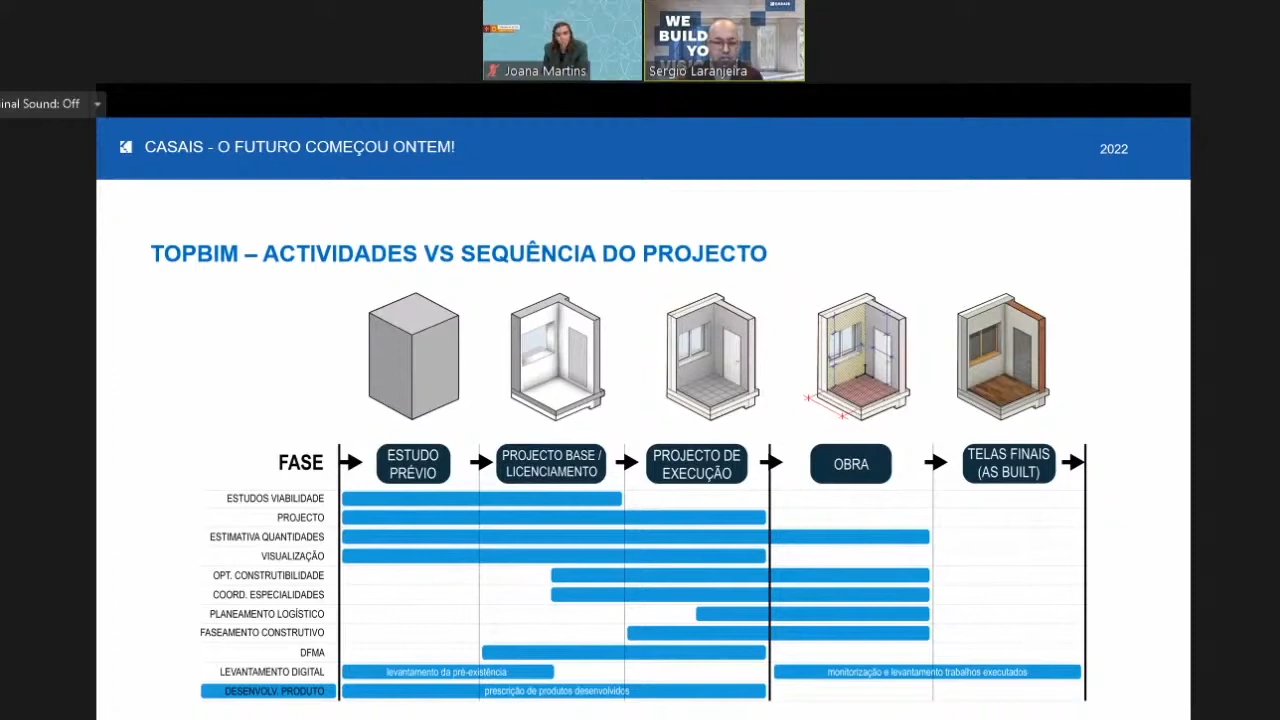 WE
BUILD
YO
CASAIS
Joana Martins
Sergio Laranjeira
inal Sound: Off
CASAIS - O FUTURO COMEÇOU ONTEM!
2022
TOPBIM – ACTIVIDADES VS SEQUÊNCIA DO PROJECTO
FASE
ESTUDO
PRÉVIO
PROJECTO BASE /
LICENCIAMENTO
PROJECTO DE
EXECUÇÃO
OBRA
TELAS FINAIS
(AS BUILT)
ESTUDOS VIABILIDADE
PROJECTO
ESTIMATIVA QUANTIDADES
VISUALIZAÇÃO
OPT. CONSTRUTIBILIDADE
COORD. ESPECIALIDADES
PLANEAMENTO LOGÍSTICO
FASEAMENTO CONSTRUTIVO
DFMA
LEVANTAMENTO DIGITAL levantamento da pré-existência monitorização e levantamento trabalhos executados
DESENVOLV. PRODUTO prescrição de produtos desenvolvidos